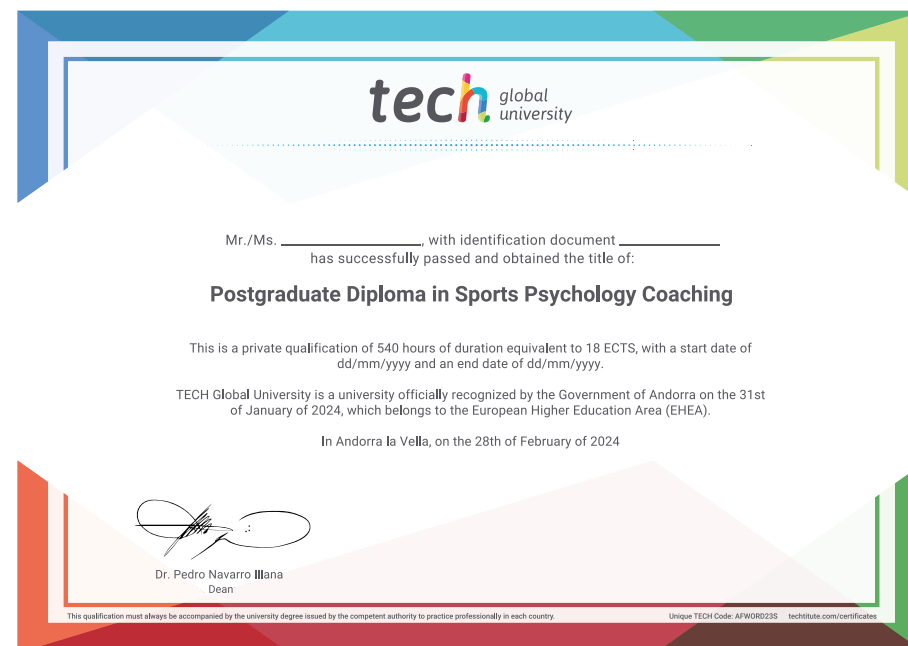 tech global
university
Mr./Ms. ____________________, with identification document ______________
has successfully passed and obtained the title of:
Postgraduate Diploma in Sports Psychology Coaching
This is a private qualification of 540 hours of duration equivalent to 18 ECTS, with a start date of
dd/mm/yyyy and an end date of dd/mm/yyyy.
TECH Global University is a university officially recognized by the Government of Andorra on the 31st
of January of 2024, which belongs to the European Higher Education Area (EHEA).
In Andorra la Vella, on the 28th of February of 2024
Dr. Pedro Navarro Illana
Dean
This qualification must always be accompanied by the university degree issued by the competent authority to practice professionally in each country. Unique TECH Code: AFWORD23S techtitute.com/certificates